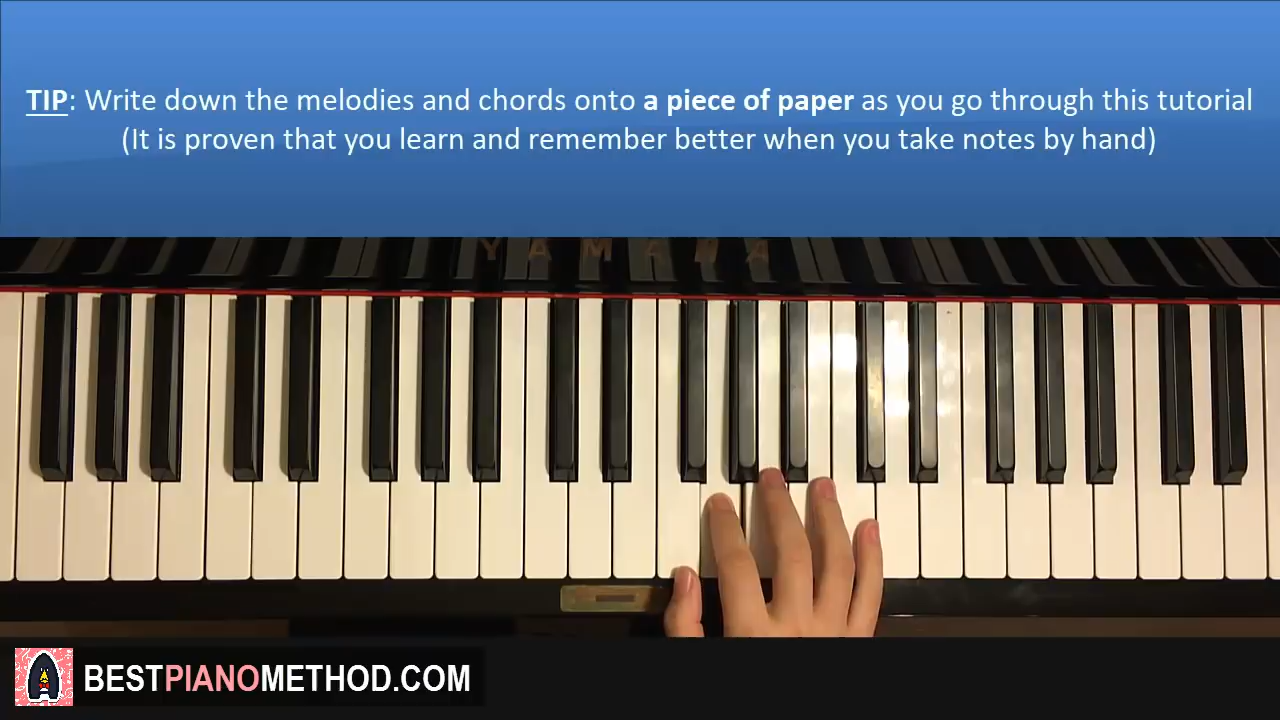 TIP: Write down the melodies and chords onto a piece of paper as you go through this tutorial
(It is proven that you learn and remember better when you take notes by hand)
YAMAHA
BESTPIANOMETHOD.COM